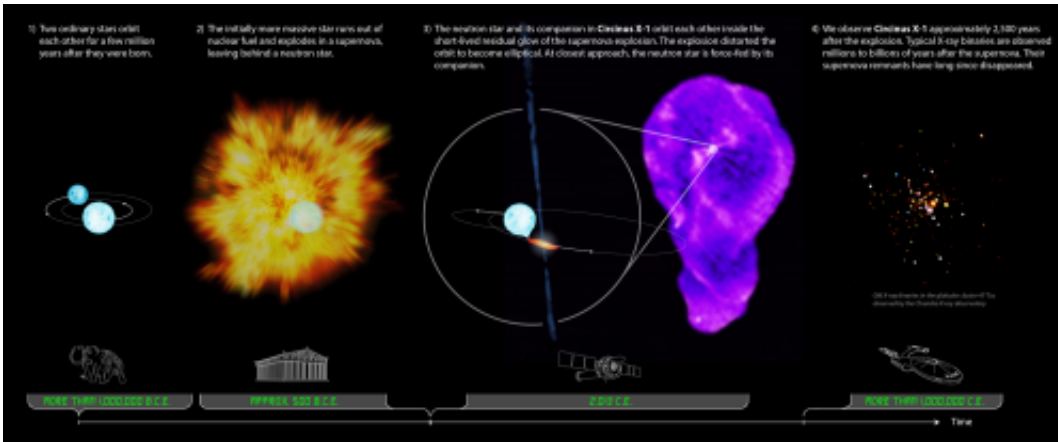 1) Two ordinary stars orbit
each other for a few million
years after they were born.
2) The initially more massive star runs out of
nuclear fuel and explodes in a supernova,
leaving behind a neutron star.
3) The neutron star and its companion in Circinus X-1 orbit each other inside the
short-lived residual glow of the supernova explosion. The explosion distorted the
orbit to become elliptical. At closest approach, the neutron star is force-fed by its
companion.
4) We observe Circinus X-1 approximately 2,500 years
after the explosion. Typical X-ray binaries are observed
millions to billions of years after the supernova. Their
supernova remnants have long since disappeared.
MORE THAN 1,000,000 B.C.E.
APPROX. 500 B.C.E.
2013 C.E.
MORE THAN 1,000,000 C.E.
Time